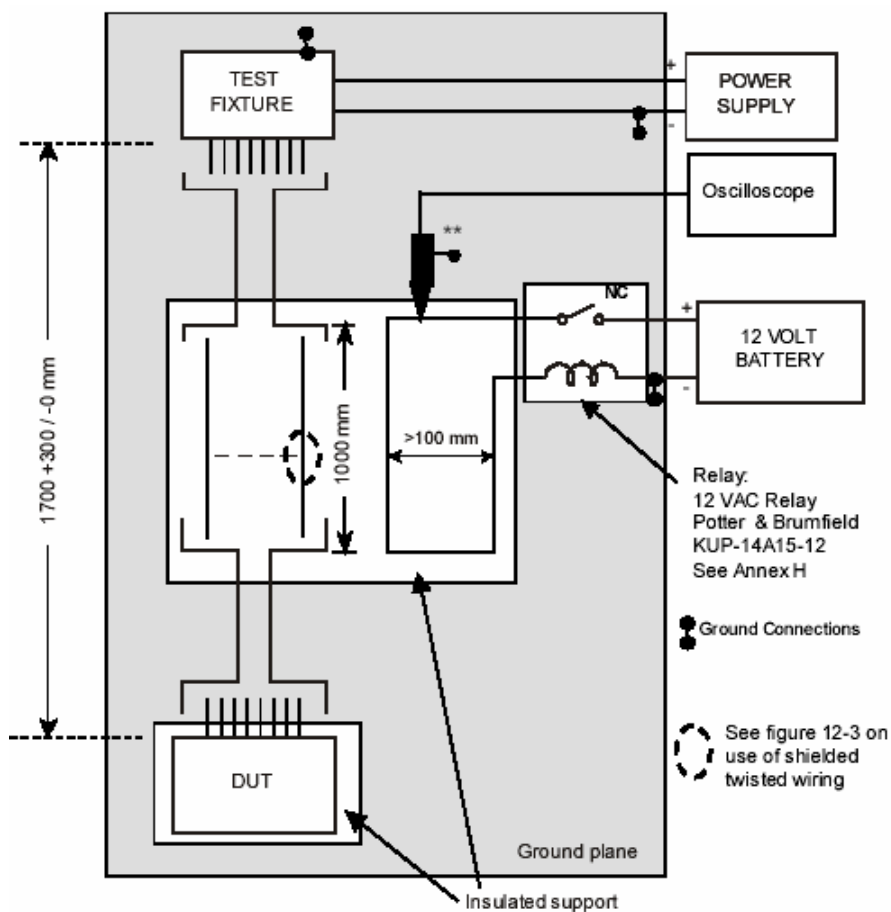 TEST
FIXTURE
+
-
POWER
SUPPLY
Oscilloscope
**
NC
+
-
12 VOLT
BATTERY
1700 +300 / -0 mm
1000 mm
>100 mm
Relay:
12 VAC Relay
Potter & Brumfield
KUP-14A15-12
See Annex H
Ground Connections
See figure 12-3 on
use of shielded
twisted wiring
DUT
Ground plane
Insulated support